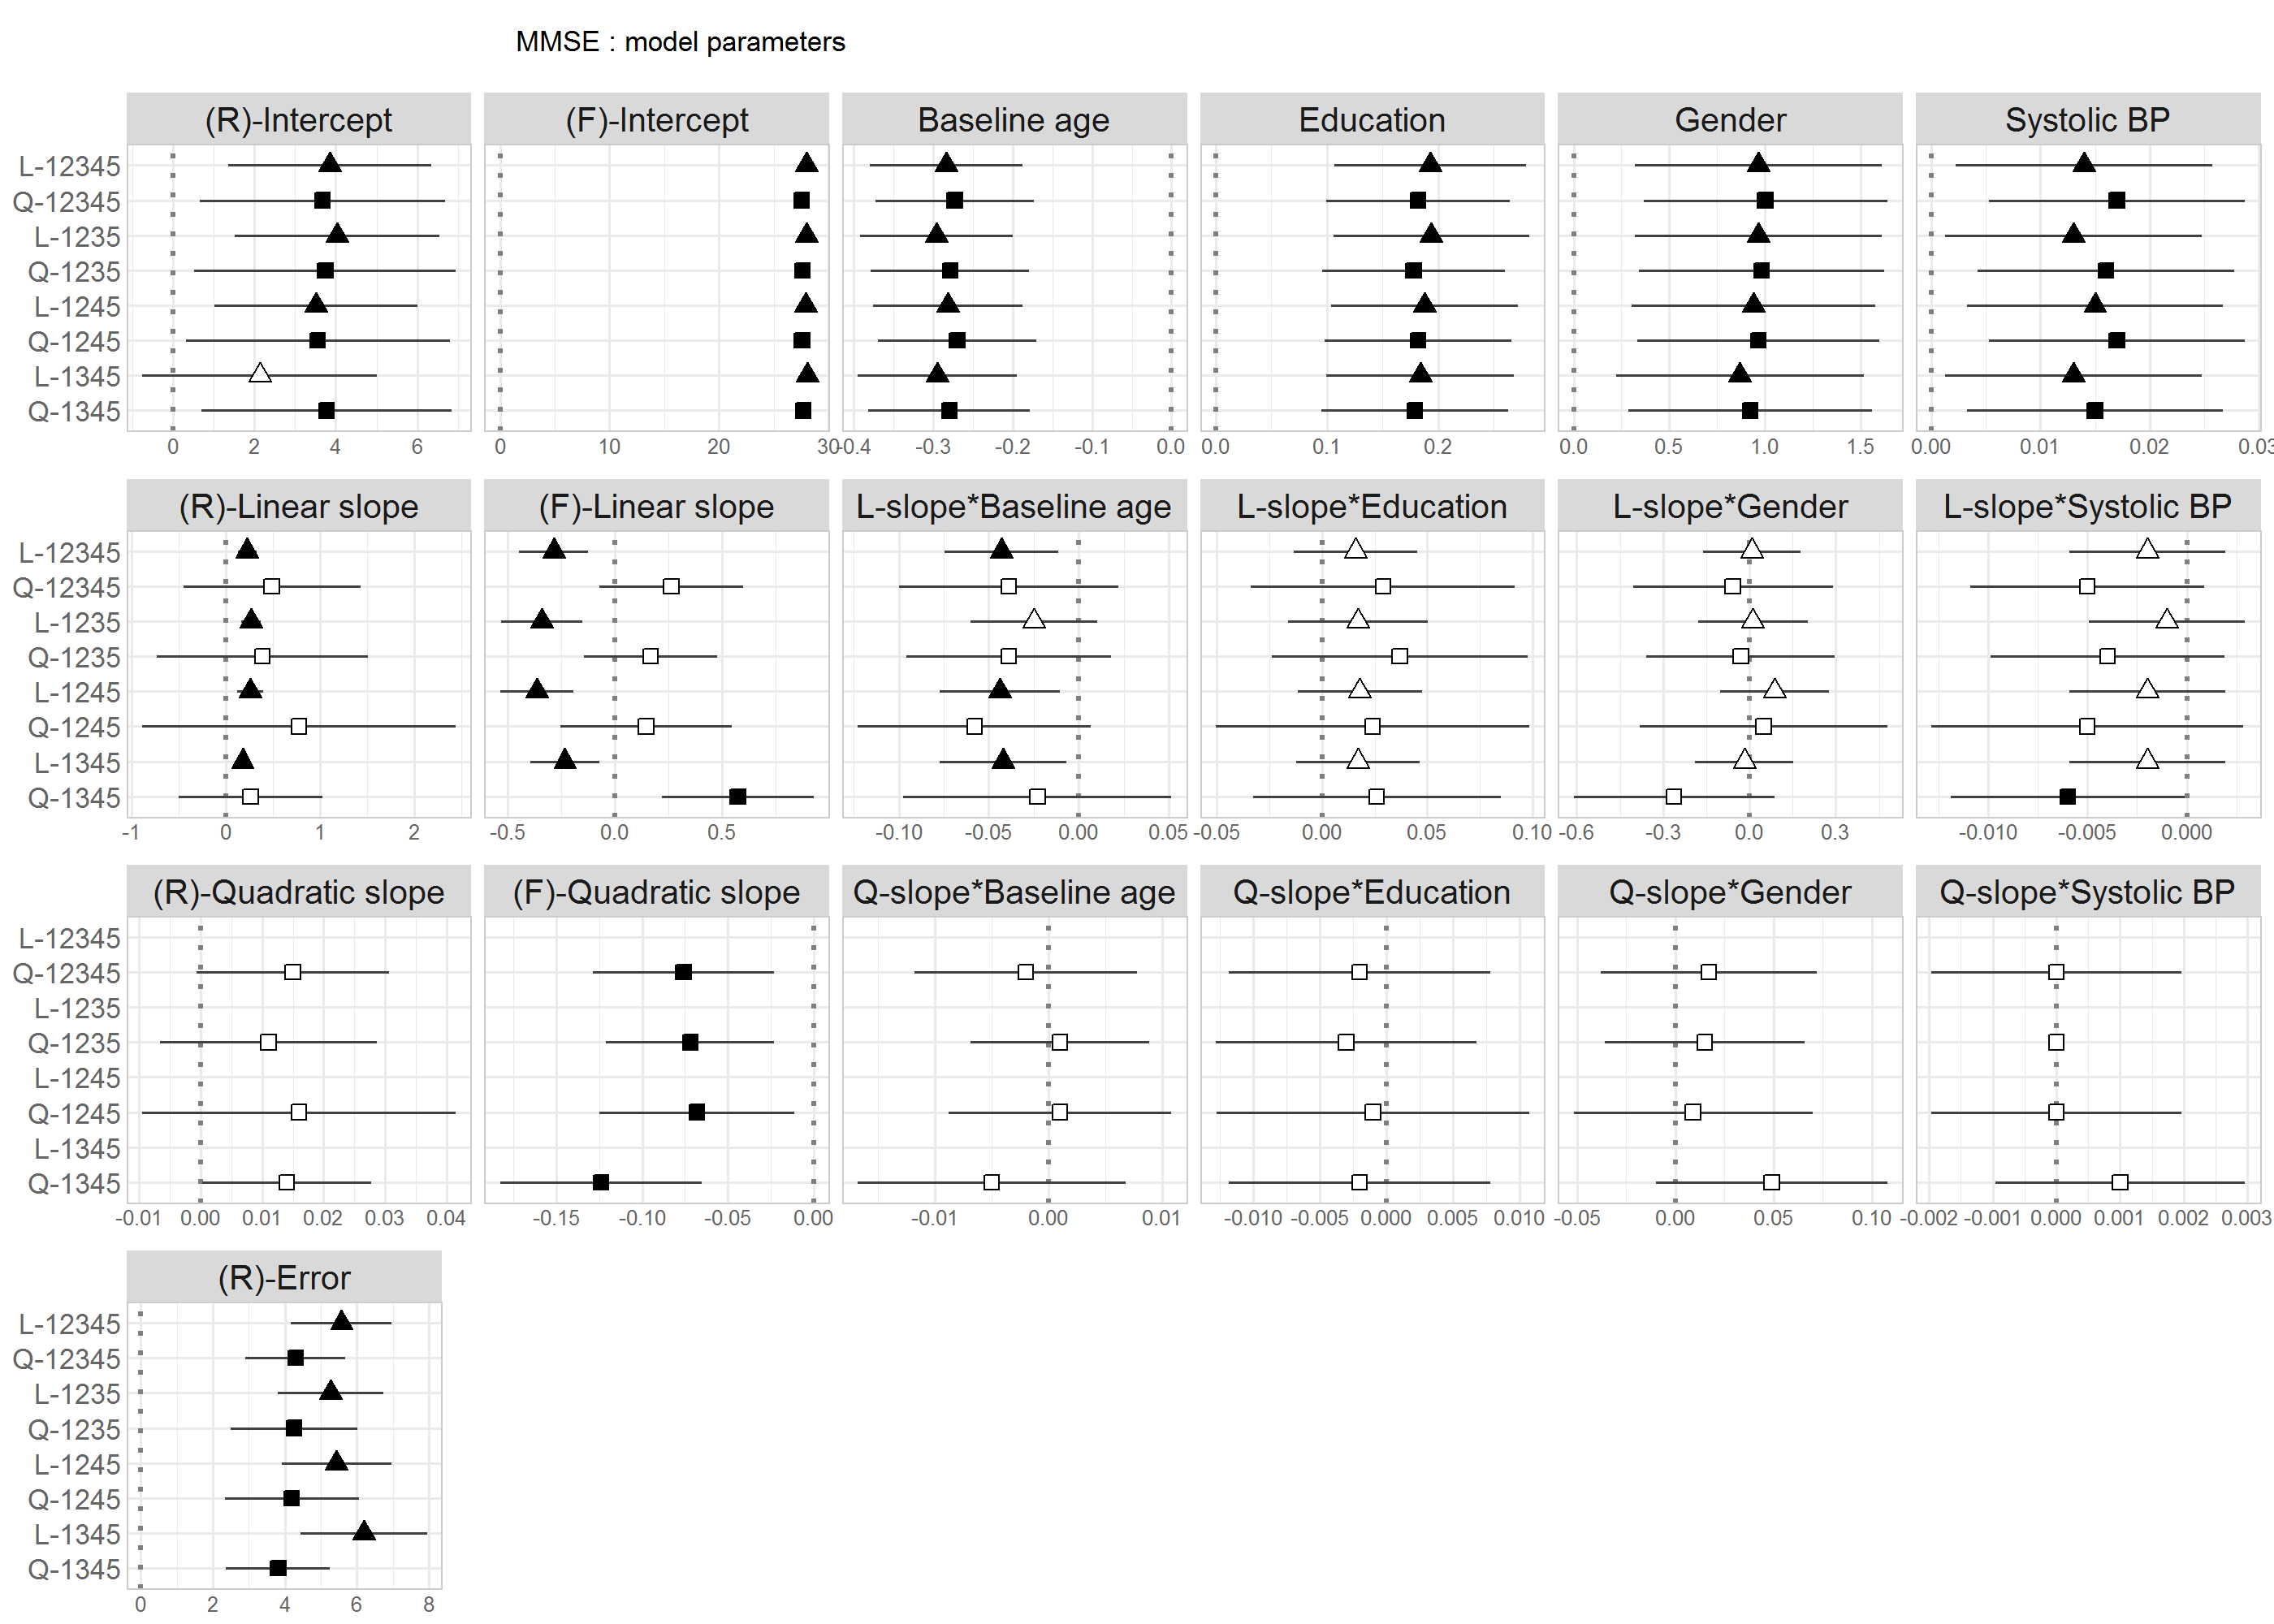 MMSE : model parameters
(R)-Intercept (F)-Intercept Baseline age Education Gender Systolic BP
L-12345
Q-12345
L-1235
Q-1235
L-1245
Q-1245
L-1345
Q-1345
0 2 4 6 0 10 20 30 -0.4 -0.3 -0.2 -0.1 0.0 0.0 0.1 0.2 0.0 0.5 1.0 1.5 0.00 0.01 0.02 0.03
(R)-Linear slope (F)-Linear slope L-slope*Baseline age L-slope*Education L-slope*Gender L-slope*Systolic BP
L-12345
Q-12345
L-1235
Q-1235
L-1245
Q-1245
L-1345
Q-1345
-1 0 1 2 -0.5 0.0 0.5 -0.10 -0.05 0.00 0.05 -0.05 0.00 0.05 0.10 -0.6 -0.3 0.0 0.3 -0.010 -0.005 0.000
(R)-Quadratic slope (F)-Quadratic slope Q-slope*Baseline age Q-slope*Education Q-slope*Gender Q-slope*Systolic BP
L-12345
Q-12345
L-1235
Q-1235
L-1245
Q-1245
L-1345
Q-1345
-0.01 0.00 0.01 0.02 0.03 0.04 -0.15 -0.10 -0.05 0.00 -0.01 0.00 0.01 -0.010 -0.005 0.000 0.005 0.010 -0.05 0.00 0.05 0.10 -0.002 -0.001 0.000 0.001 0.002 0.003
(R)-Error
L-12345
Q-12345
L-1235
Q-1235
L-1245
Q-1245
L-1345
Q-1345
0 2 4 6 8